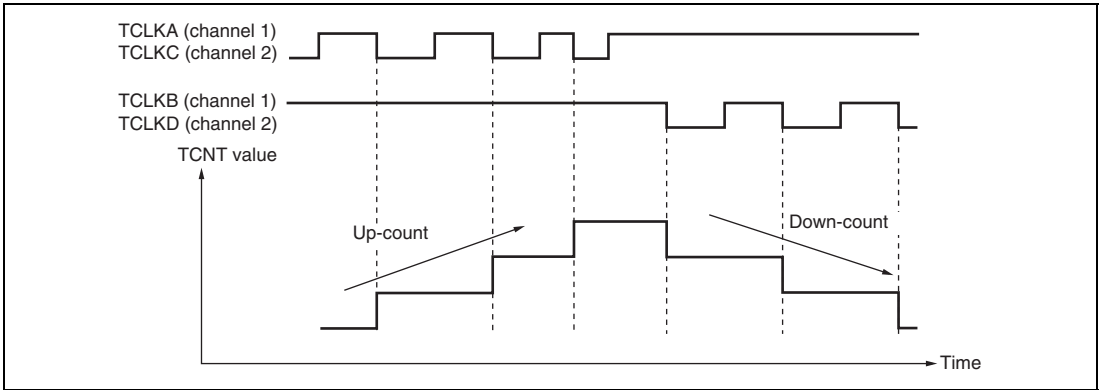 TCLKA (channel 1)
TCLKC (channel 2)
TCLKB (channel 1)
TCLKD (channel 2)
TCNT value
Up-count
Down-count
Time